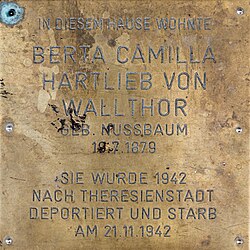 IN DIESEM HAUSE WOHNTE
BERTA CAMILLA
HARTLIEB VON
WALLTHOR
GEB. NUSSBAUM
19.7.1879
SIE WURDE 1942
NACH THERESIENSTADT
DEPORTIERT UND STARB
AM 21.11.1942